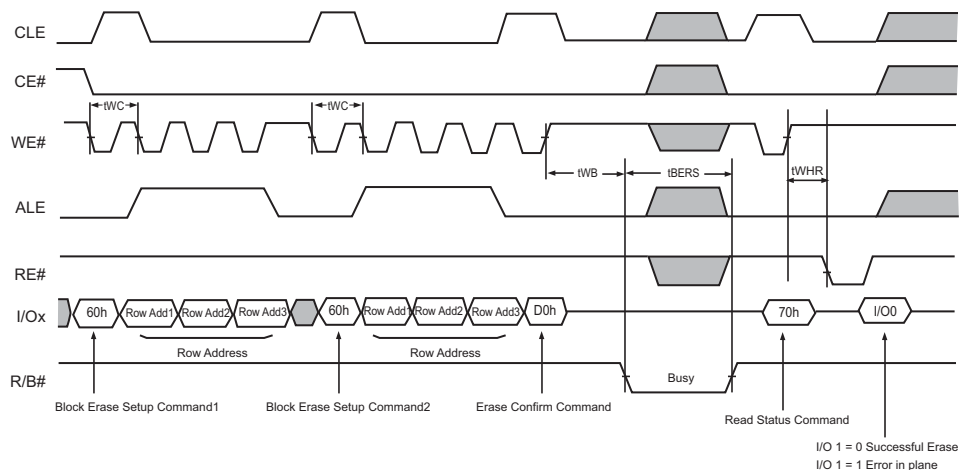 CLE
CE#
tWC
tWC
WE#
tWB
tBERS
tWHR
ALE
RE#
I/Ox
60h
Row Add1
Row Add2
Row Add3
60h
Row Add1
Row Add2
Row Add3
D0h
70h
I/O0
Row Address
Row Address
R/B#
Busy
Block Erase Setup Command1
Block Erase Setup Command2
Erase Confirm Command
Read Status Command
I/O 1 = 0 Successful Erase
I/O 1 = 1 Error in plane